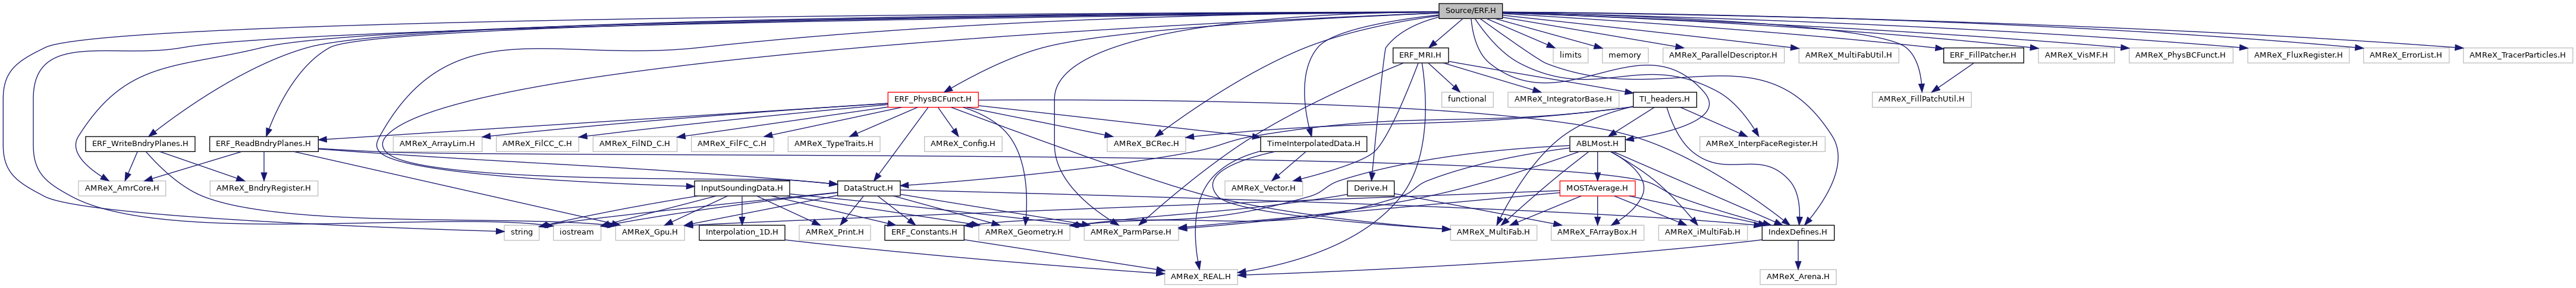 Source/ERF.H
ERF_MRI.H
limits
memory
AMReX_ParallelDescriptor.H
AMReX_MultiFabUtil.H
ERF_FillPatcher.H
AMReX_VisMF.H
AMReX_PhysBCFunct.H
AMReX_FluxRegister.H
AMReX_ErrorList.H
AMReX_TracerParticles.H
ERF_PhysBCFunct.H
functional
AMReX_IntegratorBase.H
TI_headers.H
AMReX_FillPatchUtil.H
ERF_WriteBndryPlanes.H
ERF_ReadBndryPlanes.H
AMReX_ArrayLim.H
AMReX_FilCC_C.H
AMReX_FilND_C.H
AMReX_FilFC_C.H
AMReX_TypeTraits.H
AMReX_Config.H
AMReX_BCRec.H
TimeInterpolatedData.H
ABLMost.H
AMReX_InterpFaceRegister.H
AMReX_AmrCore.H
AMReX_BndryRegister.H
InputSoundingData.H
DataStruct.H
AMReX_Vector.H
Derive.H
MOSTAverage.H
string
iostream
AMReX_Gpu.H
Interpolation_1D.H
AMReX_Print.H
ERF_Constants.H
AMReX_Geometry.H
AMReX_ParmParse.H
AMReX_MultiFab.H
AMReX_FArrayBox.H
AMReX_iMultiFab.H
IndexDefines.H
AMReX_REAL.H
AMReX_Arena.H